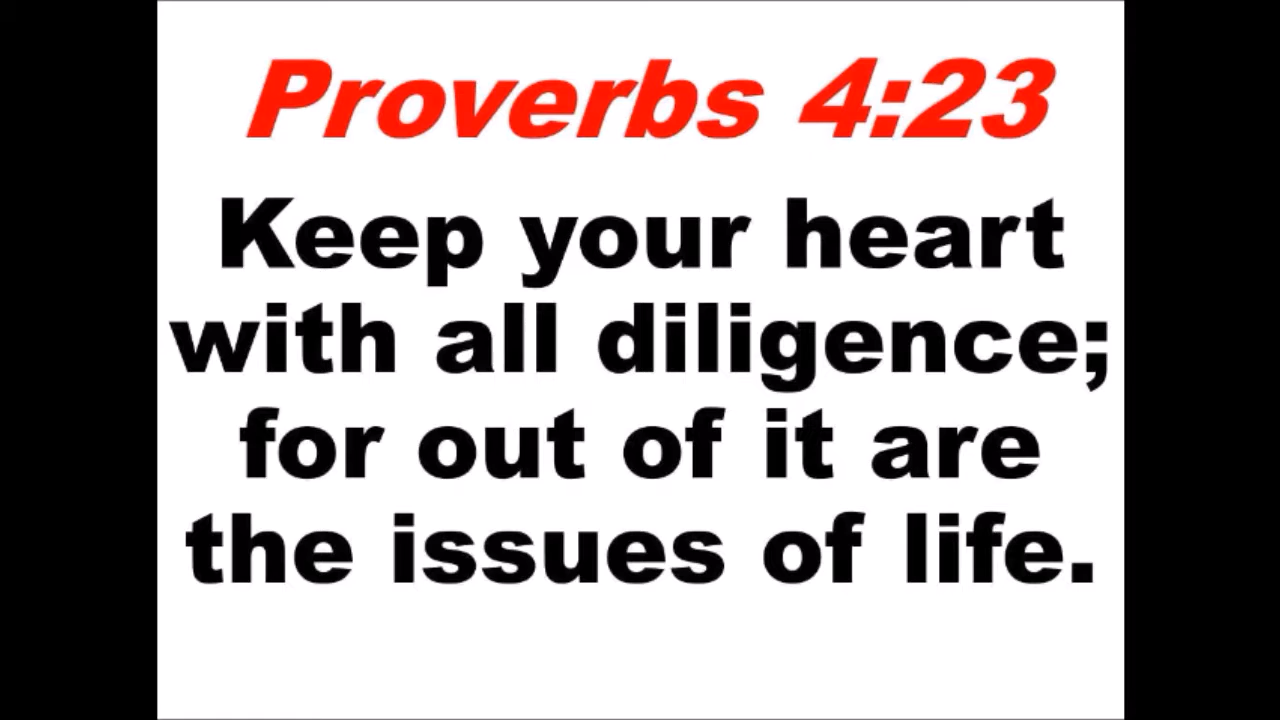 Proverbs 4:23
Keep your heart
with all diligence;
for out of it are
the issues of life.